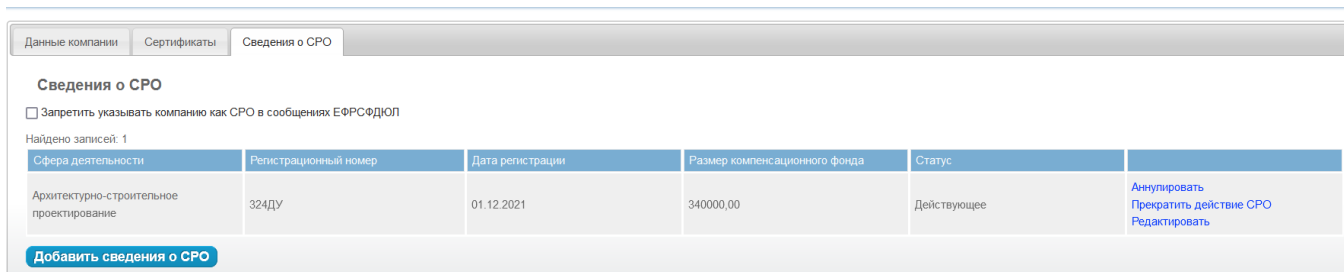 Данные компании Сертификаты Сведения о СРО
Сведения о СРО
Запретить указывать компанию как СРО в сообщениях ЕФРСФДЮЛ
Найдено записей: 1
Сфера деятельности Регистрационный номер Дата регистрации Размер компенсационного фонда Статус
Архитектурно-строительное
проектирование
324ДУ 01.12.2021 340000,00 Действующее
Аннулировать
Прекратить действие СРО
Редактировать
Добавить сведения о СРО